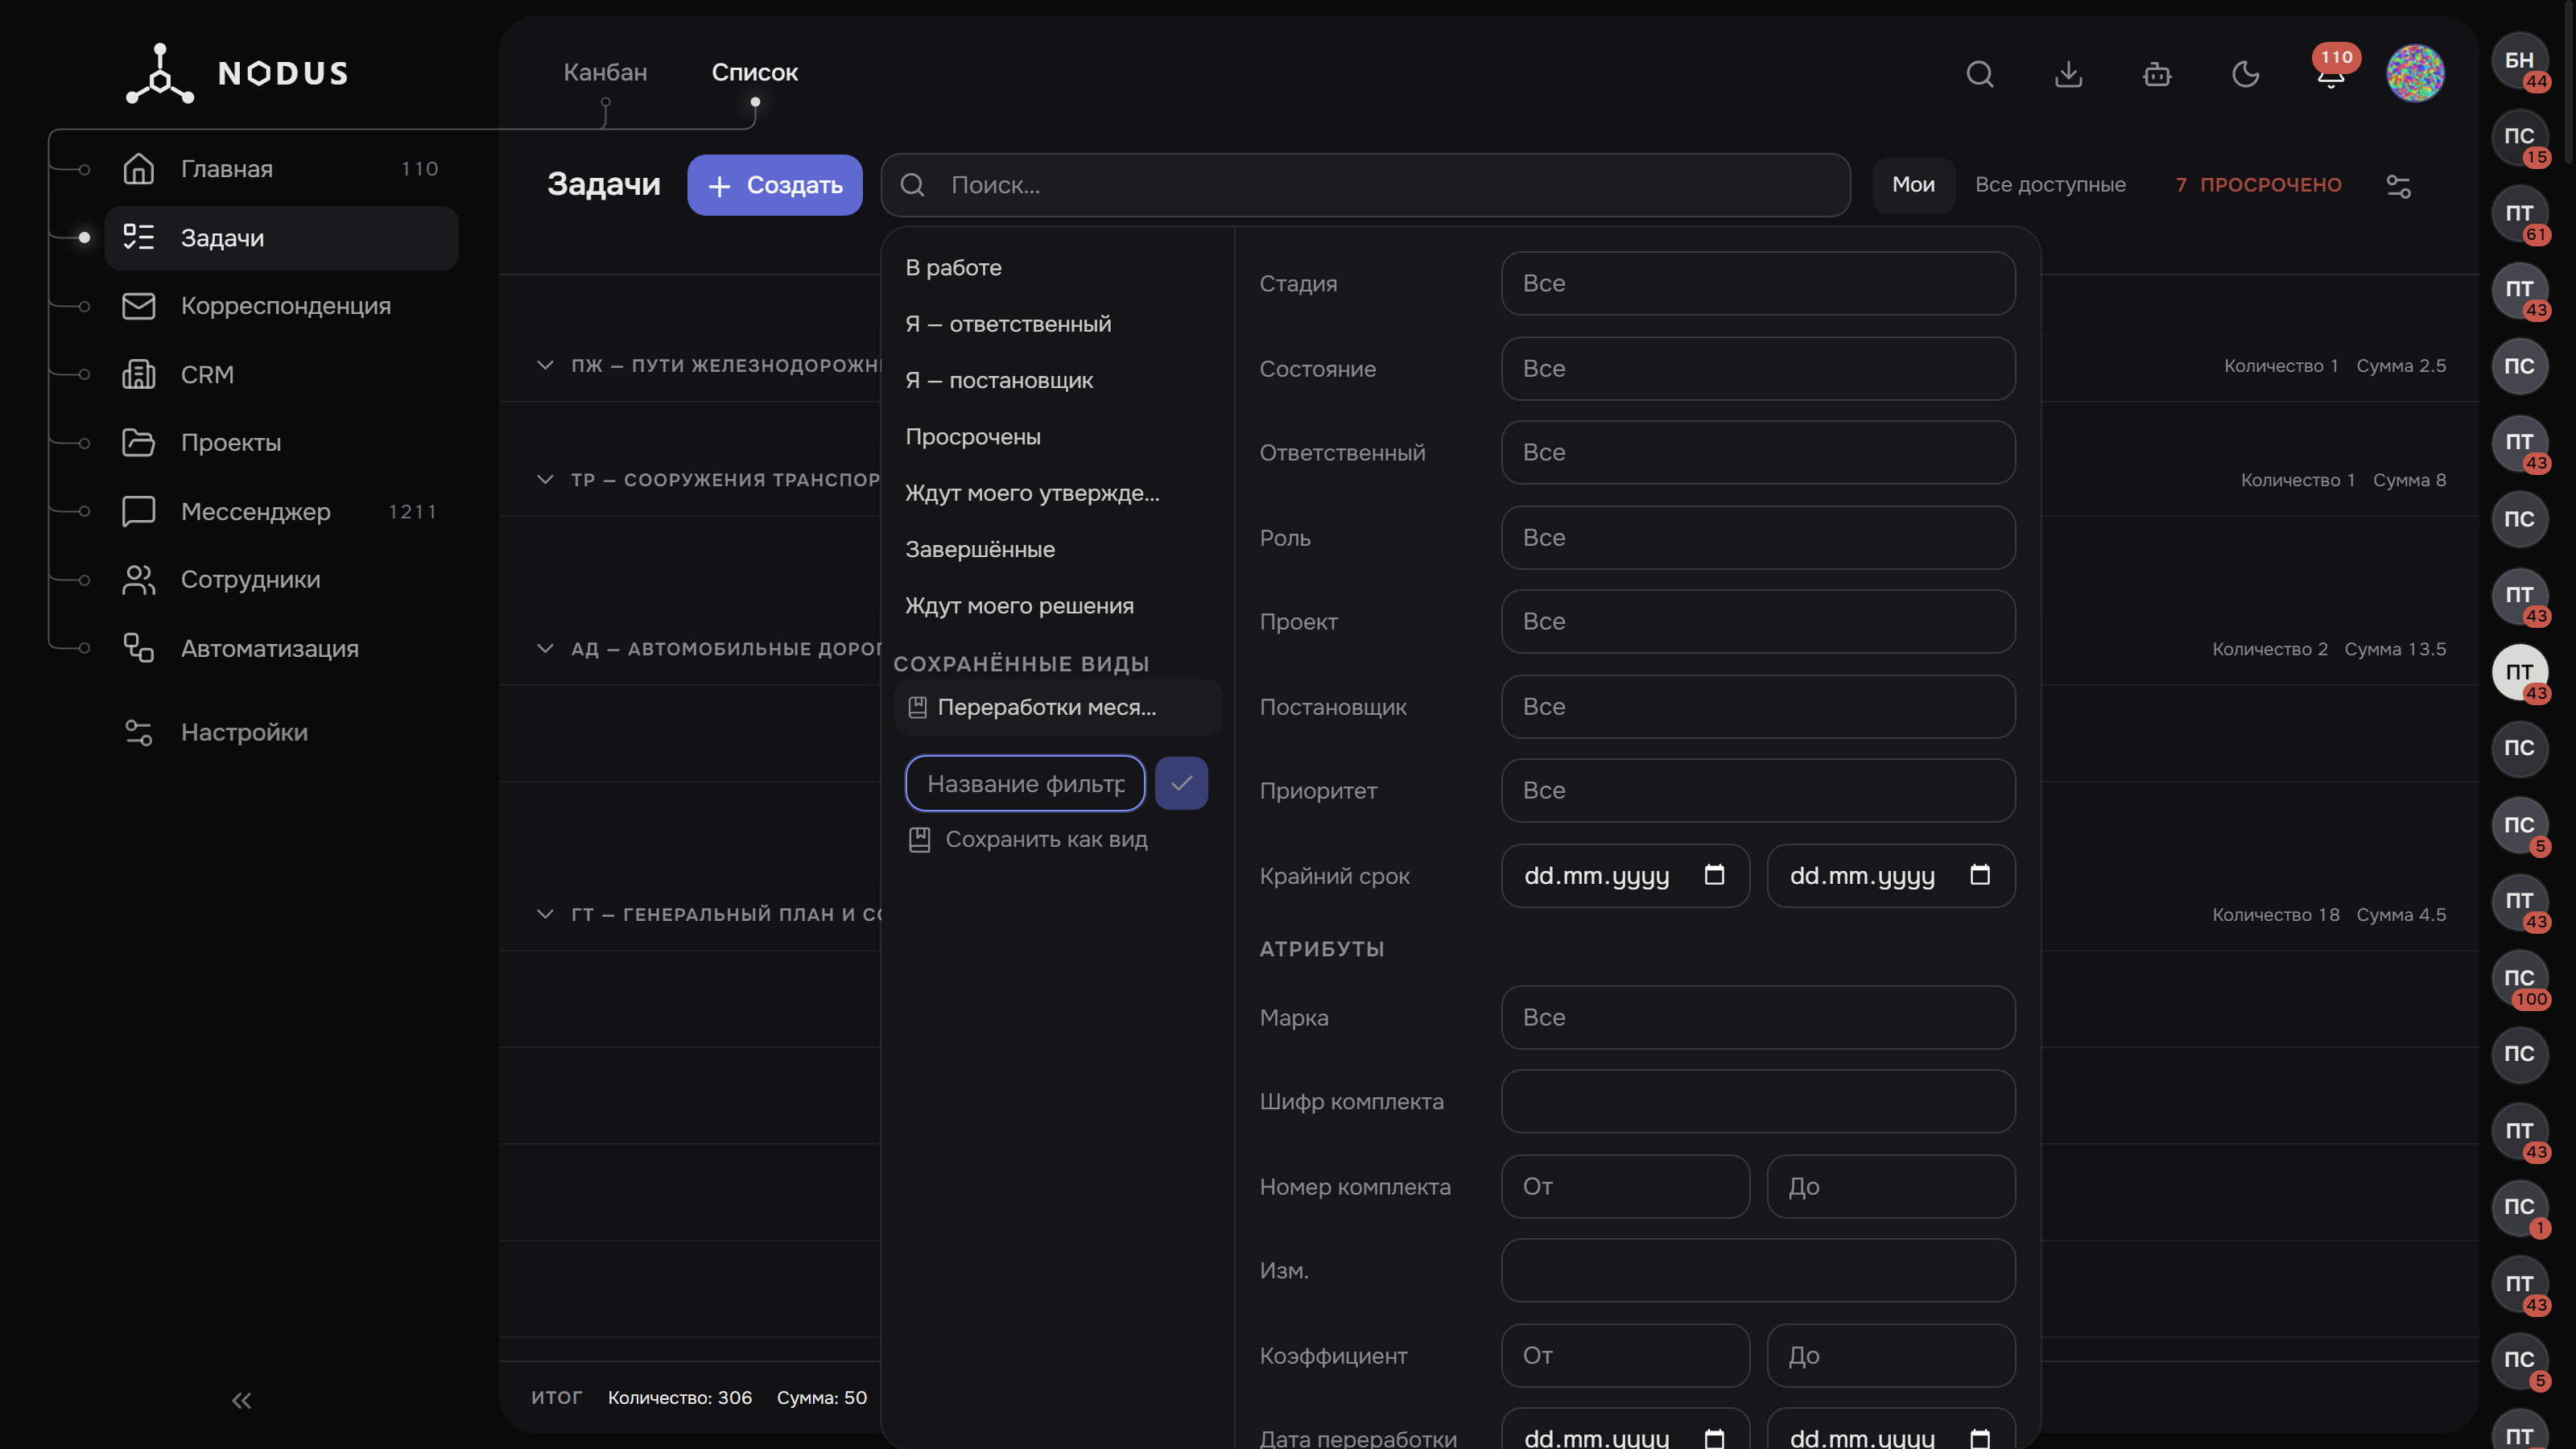 NODUS
Канбан
Список
110
Главная 110
Задачи
Корреспонденция
CRM
Проекты
Мессенджер 1211
Сотрудники
Автоматизация
Настройки
Задачи
Создать
Поиск...
Мои
Все доступные
7 ПРОСРОЧЕНО
В работе
Я — ответственный
Я — постановщик
Просрочены
Ждут моего утвержде...
Завершённые
Ждут моего решения
СОХРАНЁННЫЕ ВИДЫ
Переработки меся...
Название фильтр
Сохранить как вид
Стадия Все
Состояние Все
Ответственный Все
Роль Все
Проект Все
Постановщик Все
Приоритет Все
Крайний срок dd.mm.yyyy dd.mm.yyyy
АТРИБУТЫ
Марка Все
Шифр комплекта
Номер комплекта От До
Изм.
Коэффициент От До
Дата переработки dd.mm.yyyy dd.mm.yyyy
ПЖ — ПУТИ ЖЕЛЕЗНОДОРОЖН
Количество 1 Сумма 2.5
ТР — СООРУЖЕНИЯ ТРАНСПОР
Количество 1 Сумма 8
АД — АВТОМОБИЛЬНЫЕ ДОРОГ
Количество 2 Сумма 13.5
ГТ — ГЕНЕРАЛЬНЫЙ ПЛАН И СО
Количество 18 Сумма 4.5
ИТОГ Количество: 306 Сумма: 50
БН 44
ПС 15
ПТ 61
ПТ 43
ПС
ПТ 43
ПС
ПТ 43
ПТ 43
ПС
ПС 5
ПТ 43
ПС 100
ПС
ПТ 43
ПС 1
ПТ 43
ПС 5
ПТ